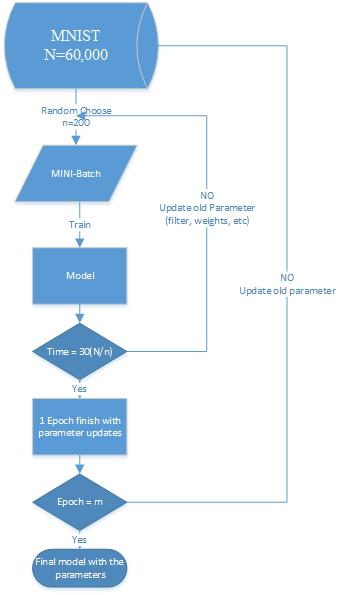 MNIST
N=60,000
Random Choose
n=200
MINI-Batch
Train
NO
Update old Parameter
(filter, weights, etc)
Model
NO
Update old parameter
Time = 30(N/n)
Yes
1 Epoch finish with
parameter updates
Epoch = m
Yes
Final model with the
parameters